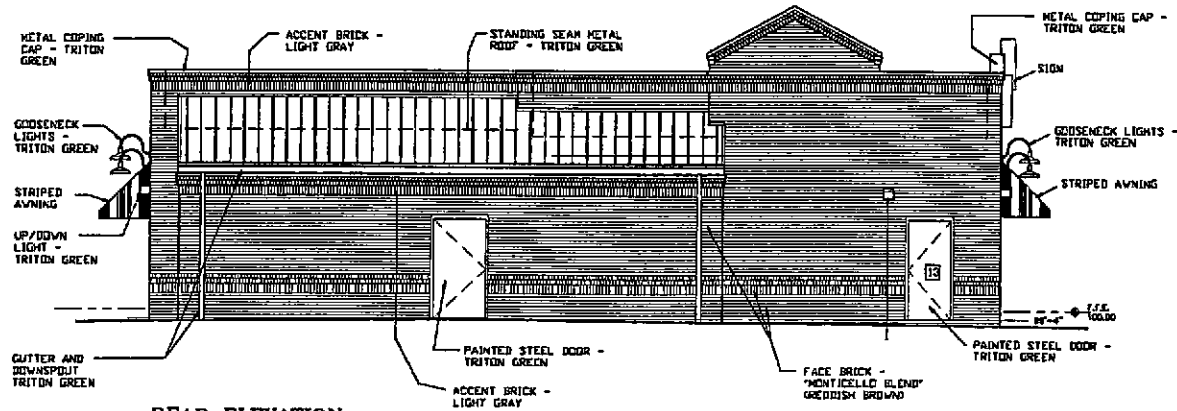 METAL COPING
CAP - TRITON
GREEN
ACCENT BRICK -
LIGHT GRAY
STANDING SEAM METAL
ROOF - TRITON GREEN
METAL COPING CAP -
TRITON GREEN
SIGN
GOOSENECK
LIGHTS -
TRITON GREEN
GOOSENECK LIGHTS -
TRITON GREEN
STRIPED
AWNING
STRIPED AWNING
UP/DOWN
LIGHT -
TRITON GREEN
13
100.00
GUTTER AND
DOWNSPOUT
TRITON GREEN
PAINTED STEEL DOOR -
TRITON GREEN
ACCENT BRICK -
LIGHT GRAY
FACE BRICK -
"MONTICELLO BLEND"
(REDDISH BROWN)
PAINTED STEEL DOOR -
TRITON GREEN
REAR ELEVATION